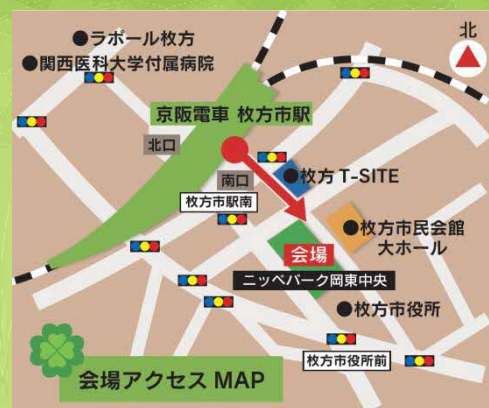 ●ラポール枚方
●関西医科大学付属病院
北
京阪電車 枚方市駅
北口
南口
●枚方 T-SITE
枚方市駅南
●枚方市民会館
大ホール
会場
ニッペパーク岡東中央
●枚方市役所
枚方市役所前
会場アクセス MAP